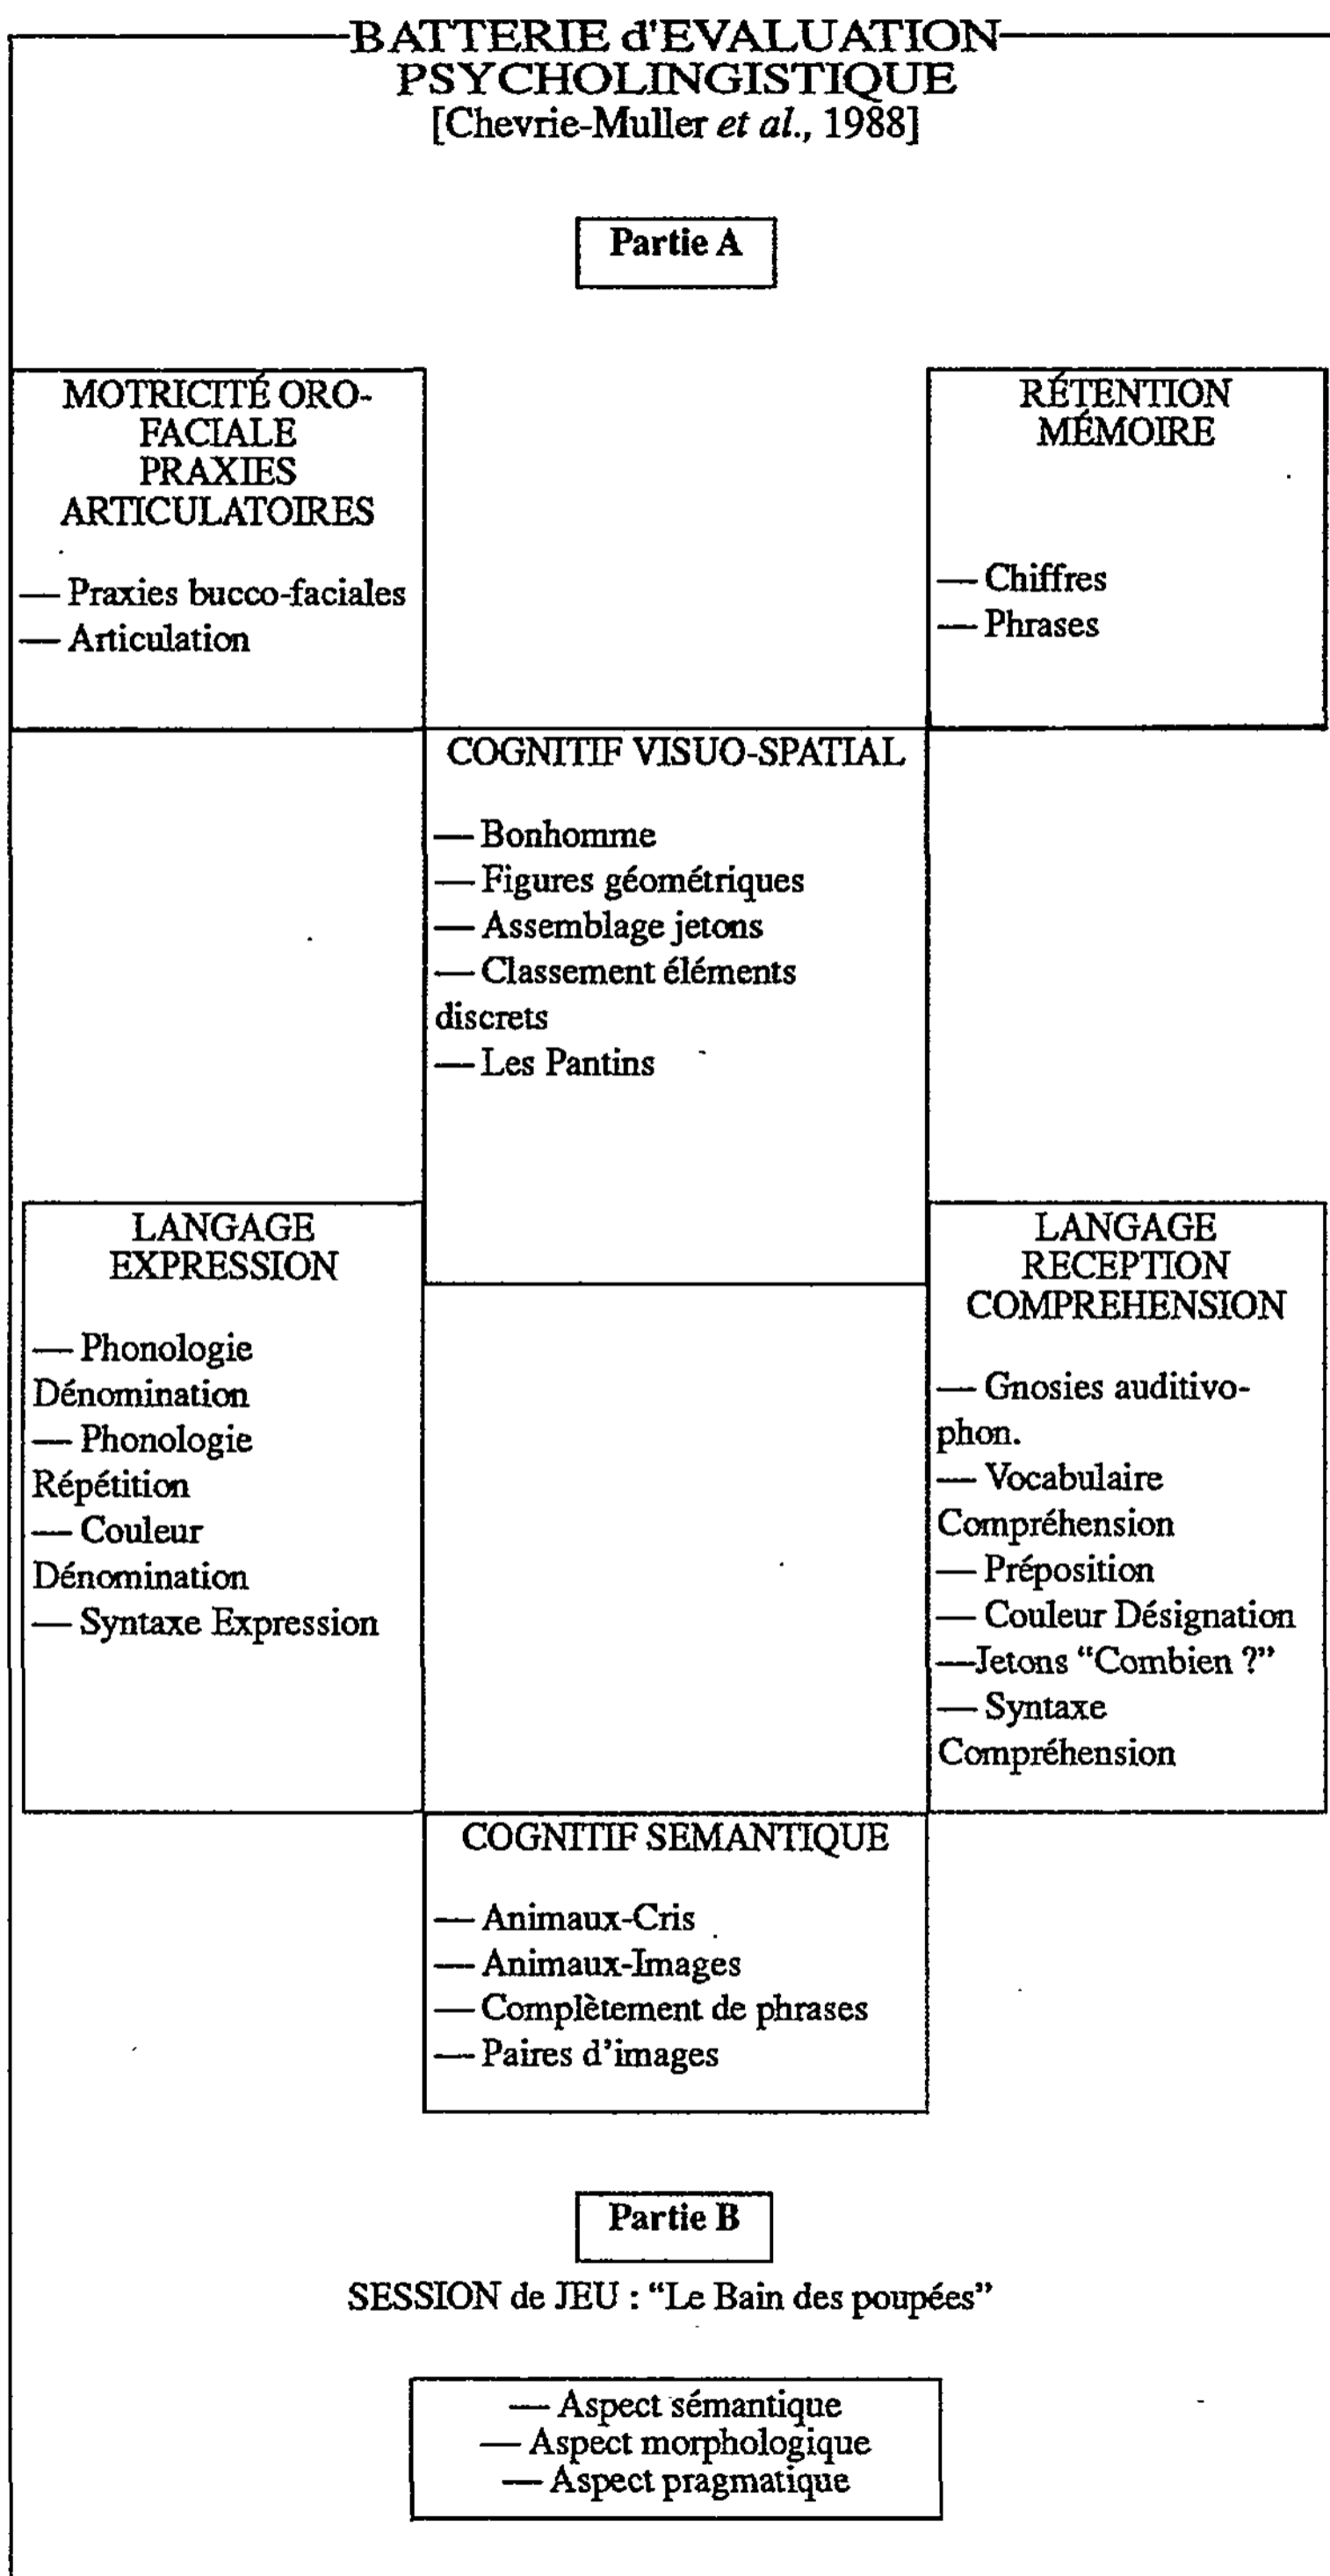 BATTERIE d'EVALUATION
PSYCHOLINGISTIQUE
[Chevrie-Muller et al., 1988]
Partie A
MOTRICITÉ ORO-
FACIALE
PRAXIES
ARTICULATOIRES
— Praxies bucco-faciales
— Articulation
RÉTENTION
MÉMOIRE
— Chiffres
— Phrases
COGNITIF VISUO-SPATIAL
— Bonhomme
— Figures géométriques
— Assemblage jetons
— Classement éléments
discrets
— Les Pantins
LANGAGE
EXPRESSION
— Phonologie
Dénomination
— Phonologie
Répétition
— Couleur
Dénomination
— Syntaxe Expression
LANGAGE
RECEPTION
COMPREHENSION
— Gnosies auditivo-
phon.
— Vocabulaire
Compréhension
— Préposition
— Couleur Désignation
—Jetons “Combien ?”
— Syntaxe
Compréhension
COGNITIF SEMANTIQUE
— Animaux-Cris
— Animaux-Images
— Complètement de phrases
— Paires d’images
Partie B
SESSION de JEU : “Le Bain des poupées”
— Aspect sémantique
— Aspect morphologique
— Aspect pragmatique